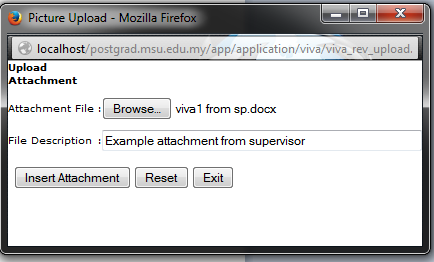 Picture Upload - Mozilla Firefox
localhost/postgrad.msu.edu.my/app/application/viva/viva_rev_upload.
Upload
Attachment
Attachment File : Browse... viva1 from sp.docx
File Description : Example attachment from supervisor
Insert Attachment Reset Exit